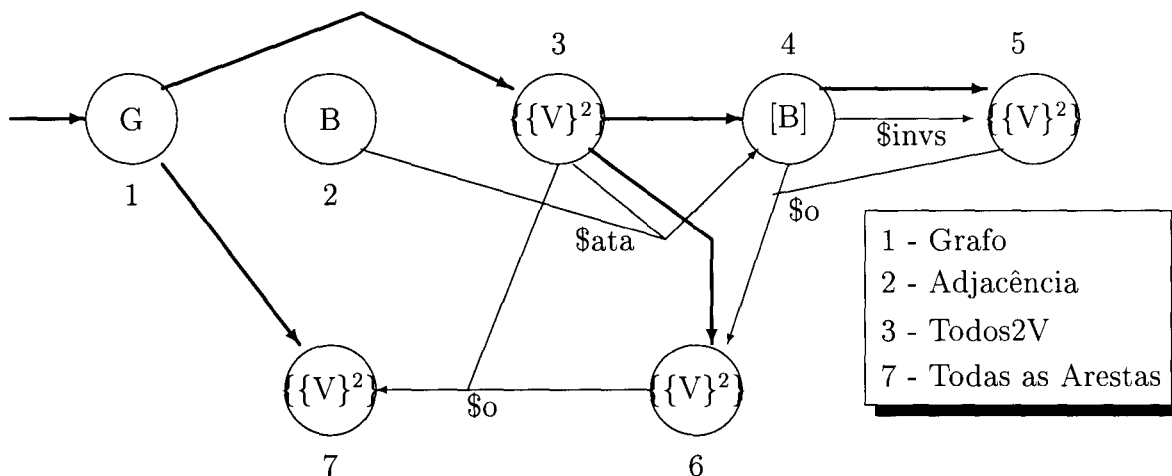 3 4 5
G B {{V}²} [B] $invs {{V}²}
1 2
$o
$ata
1 - Grafo
2 - Adjacência
3 - Todos2V
7 - Todas as Arestas
{{V}²} $o {{V}²}
7 6